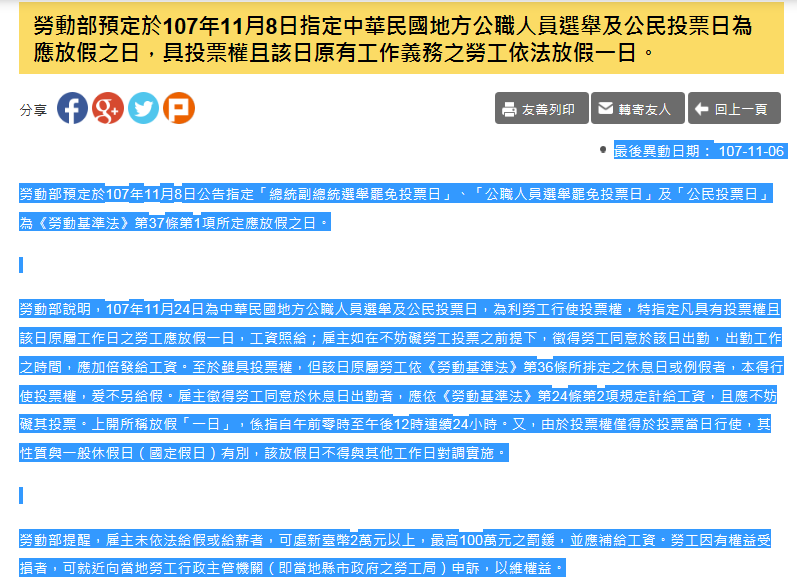 勞動部預定於107年11月8日指定中華民國地方公職人員選舉及公民投票日為
應放假之日，具投票權且該日原有工作義務之勞工依法放假一日。
分享
友善列印 轉寄友人 回上一頁
最後異動日期： 107-11-06
勞動部預定於107年11月8日公告指定「總統副總統選舉罷免投票日」、「公職人員選舉罷免投票日」及「公民投票日」
為《勞動基準法》第37條第1項所定應放假之日。
勞動部說明，107年11月24日為中華民國地方公職人員選舉及公民投票日，為利勞工行使投票權，特指定凡具有投票權且
該日原屬工作日之勞工應放假一日，工資照給；雇主如在不妨礙勞工投票之前提下，徵得勞工同意於該日出勤，出勤工作
之時間，應加倍發給工資。至於雖具投票權，但該日原屬勞工依《勞動基準法》第36條所排定之休息日或例假者，本得行
使投票權，爰不另給假。雇主徵得勞工同意於休息日出勤者，應依《勞動基準法》第24條第2項規定計給工資，且應不妨
礙其投票。上開所稱放假「一日」，係指自午前零時至午後12時連續24小時。又，由於投票權僅得於投票當日行使，其
性質與一般休假日（國定假日）有別，該放假日不得與其他工作日對調實施。
勞動部提醒，雇主未依法給假或給薪者，可處新臺幣2萬元以上，最高100萬元之罰鍰，並應補給工資。勞工因有權益受
損者，可就近向當地勞工行政主管機關（即當地縣市政府之勞工局）申訴，以維權益。